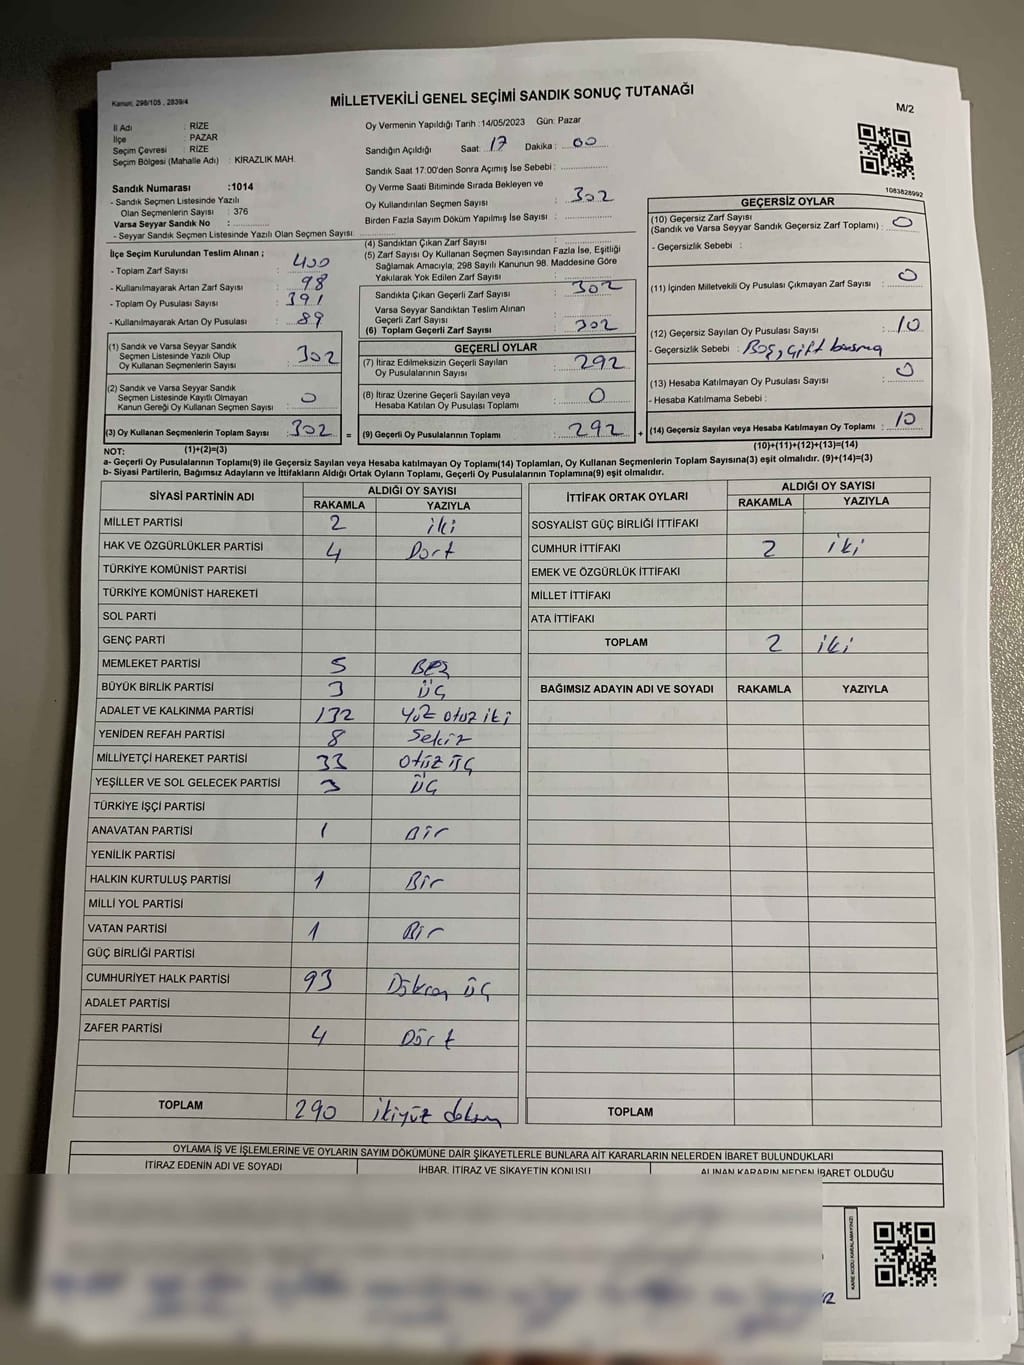 Kanun: 298/105 , 2839/4
MİLLETVEKİLİ GENEL SEÇİMİ SANDIK SONUÇ TUTANAĞI
M/2
İl Adı : RİZE
İlçe : PAZAR
Seçim Çevresi : RİZE
Seçim Bölgesi (Mahalle Adı) : KİRAZLIK MAH.
Oy Vermenin Yapıldığı Tarih :14/05/2023 Gün: Pazar
Sandığın Açıldığı Saat: 17 Dakika : 00
Sandık Saat 17:00'den Sonra Açımış İse Sebebi :
Oy Verme Saati Bitiminde Sırada Bekleyen ve
Oy Kullandırılan Seçmen Sayısı : 302
Birden Fazla Sayım Döküm Yapılmış İse Sayısı :
1083828992
Sandık Numarası :1014
- Sandık Seçmen Listesinde Yazılı
Olan Seçmenlerin Sayısı : 376
Varsa Seyyar Sandık No :
- Seyyar Sandık Seçmen Listesinde Yazılı Olan Seçmen Sayısı:
İlçe Seçim Kurulundan Teslim Alınan ;
- Toplam Zarf Sayısı : 400
- Kullanılmayarak Artan Zarf Sayısı : 98
- Toplam Oy Pusulası Sayısı : 391
- Kullanılmayarak Artan Oy Pusulası : 89
(1) Sandık ve Varsa Seyyar Sandık
Seçmen Listesinde Yazılı Olup
Oy Kullanan Seçmenlerin Sayısı : 302
(2) Sandık ve Varsa Seyyar Sandık
Seçmen Listesinde Kayıtlı Olmayan
Kanun Gereği Oy Kullanan Seçmen Sayısı : 0
(3) Oy Kullanan Seçmenlerin Toplam Sayısı : 302
(4) Sandıktan Çıkan Zarf Sayısı :
(5) Zarf Sayısı Oy Kullanan Seçmen Sayısından Fazla İse, Eşitliği
Sağlamak Amacıyla, 298 Sayılı Kanunun 98. Maddesine Göre
Yakılarak Yok Edilen Zarf Sayısı :
Sandıkta Çıkan Geçerli Zarf Sayısı : 302
Varsa Seyyar Sandıktan Teslim Alınan
Geçerli Zarf Sayısı :
(6) Toplam Geçerli Zarf Sayısı : 302
GEÇERLİ OYLAR
(7) İtiraz Edilmeksizin Geçerli Sayılan
Oy Pusulalarının Sayısı : 292
(8) İtiraz Üzerine Geçerli Sayılan veya
Hesaba Katılan Oy Pusulası Toplamı : 0
= (9) Geçerli Oy Pusulalarının Toplamı : 292 +
GEÇERSİZ OYLAR
(10) Geçersiz Zarf Sayısı
(Sandık ve Varsa Seyyar Sandık Geçersiz Zarf Toplamı) : 0
- Geçersizlik Sebebi :
(11) İçinden Milletvekili Oy Pusulası Çıkmayan Zarf Sayısı : 0
(12) Geçersiz Sayılan Oy Pusulası Sayısı : 10
- Geçersizlik Sebebi : Boş, çift basma
(13) Hesaba Katılmayan Oy Pusulası Sayısı : 0
- Hesaba Katılmama Sebebi :
(14) Geçersiz Sayılan veya Hesaba Katılmayan Oy Toplamı : 10
NOT: (1)+(2)=(3)
(10)+(11)+(12)+(13)=(14)
a- Geçerli Oy Pusulalarının Toplamı(9) ile Geçersiz Sayılan veya Hesaba katılmayan Oy Toplamı(14) Toplamları, Oy Kullanan Seçmenlerin Toplam Sayısına(3) eşit olmalıdır. (9)+(14)=(3)
b- Siyasi Partilerin, Bağımsız Adayların ve İttifakların Aldığı Ortak Oyların Toplamı, Geçerli Oy Pusulalarının Toplamına(9) eşit olmalıdır.
SİYASİ PARTİNİN ADI
ALDIĞI OY SAYISI
RAKAMLA YAZIYLA
MİLLET PARTİSİ 2 iki
HAK VE ÖZGÜRLÜKLER PARTİSİ 4 Dört
TÜRKİYE KOMÜNİST PARTİSİ
TÜRKİYE KOMÜNİST HAREKETİ
SOL PARTİ
GENÇ PARTİ
MEMLEKET PARTİSİ 5 BEŞ
BÜYÜK BİRLİK PARTİSİ 3 ÜÇ
ADALET VE KALKINMA PARTİSİ 132 Yüz otuz iki
YENİDEN REFAH PARTİSİ 8 Sekiz
MİLLİYETÇİ HAREKET PARTİSİ 33 Otuz üç
YEŞİLLER VE SOL GELECEK PARTİSİ 3 ÜÇ
TÜRKİYE İŞÇİ PARTİSİ
ANAVATAN PARTİSİ 1 Bir
YENİLİK PARTİSİ
HALKIN KURTULUŞ PARTİSİ 1 Bir
MİLLİ YOL PARTİSİ
VATAN PARTİSİ 1 Bir
GÜÇ BİRLİĞİ PARTİSİ
CUMHURİYET HALK PARTİSİ 93 Doksan üç
ADALET PARTİSİ
ZAFER PARTİSİ 4 Dört
TOPLAM 290 ikiyüz doksan
İTTİFAK ORTAK OYLARI
ALDIĞI OY SAYISI
RAKAMLA YAZIYLA
SOSYALİST GÜÇ BİRLİĞİ İTTİFAKI
CUMHUR İTTİFAKI 2 iki
EMEK VE ÖZGÜRLÜK İTTİFAKI
MİLLET İTTİFAKI
ATA İTTİFAKI
TOPLAM 2 iki
BAĞIMSIZ ADAYIN ADI VE SOYADI RAKAMLA YAZIYLA
TOPLAM
OYLAMA İŞ VE İŞLEMLERİNE VE OYLARIN SAYIM DÖKÜMÜNE DAİR ŞİKAYETLERLE BUNLARA AİT KARARLARIN NELERDEN İBARET BULUNDUKLARI
İTİRAZ EDENİN ADI VE SOYADI İHBAR, İTİRAZ VE ŞİKAYETİN KONUSU ALINAN KARARIN NEDEN İBARET OLDUĞU
KARE KODU KARALAMAYINIZ!